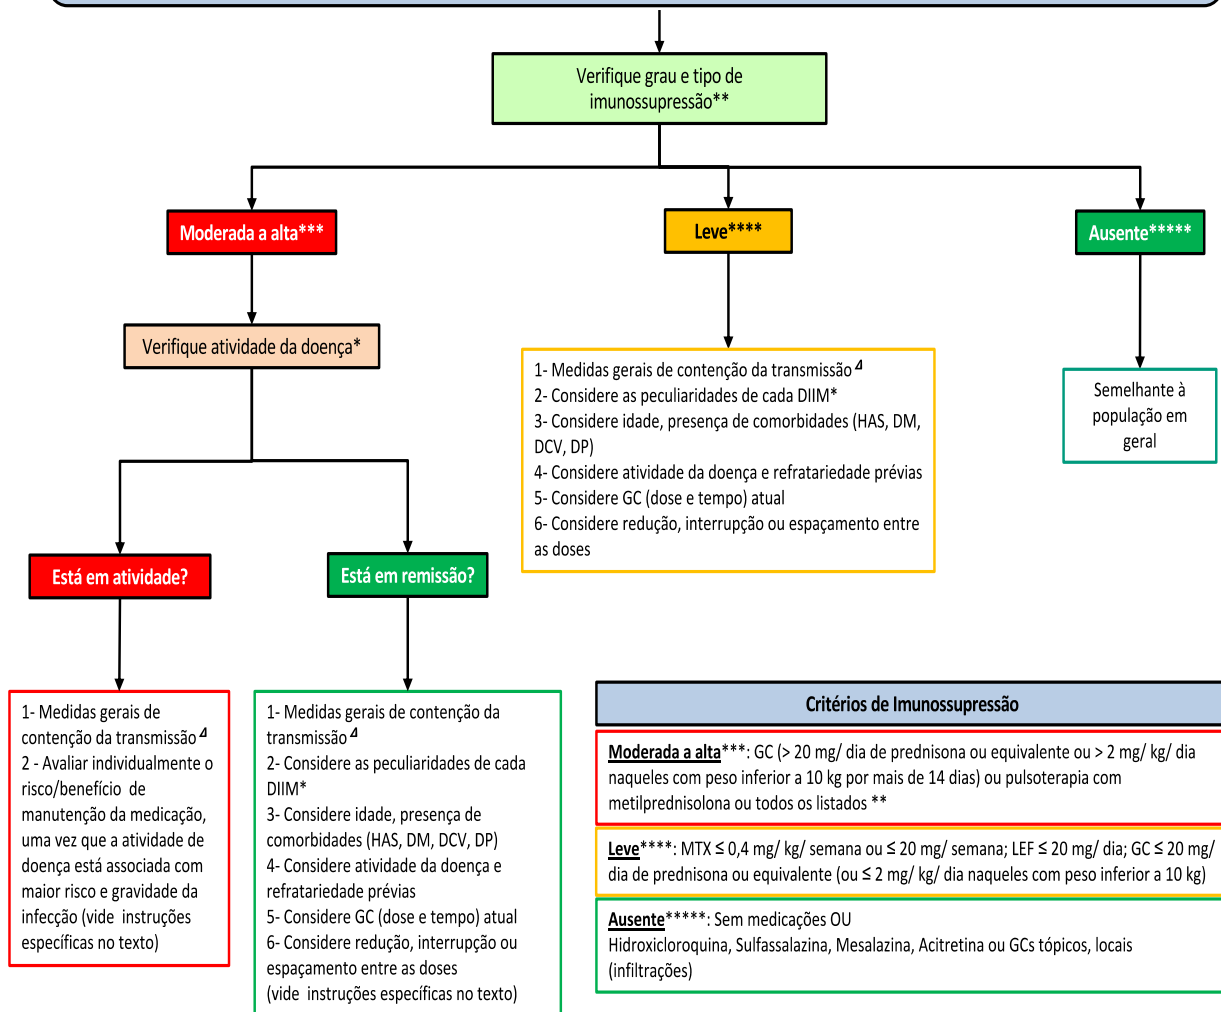 Verifique grau e tipo de
imunossupressão**
Moderada a alta***
Leve****
Ausente*****
Verifique atividade da doença*
1- Medidas gerais de contenção da transmissão ⊿
2- Considere as peculiaridades de cada DIIM*
3- Considere idade, presença de comorbidades (HAS, DM,
DCV, DP)
4- Considere atividade da doença e refratariedade prévias
5- Considere GC (dose e tempo) atual
6- Considere redução, interrupção ou espaçamento entre
as doses
Semelhante à
população em
geral
Está em atividade?
Está em remissão?
1- Medidas gerais de
contenção da transmissão ⊿
2 - Avaliar individualmente o
risco/benefício de
manutenção da medicação,
uma vez que a atividade de
doença está associada com
maior risco e gravidade da
infecção (vide instruções
específicas no texto)
1- Medidas gerais de contenção da
transmissão ⊿
2- Considere as peculiaridades de cada
DIIM*
3- Considere idade, presença de
comorbidades (HAS, DM, DCV, DP)
4- Considere atividade da doença e
refratariedade prévias
5- Considere GC (dose e tempo) atual
6- Considere redução, interrupção ou
espaçamento entre as doses
(vide instruções específicas no texto)
Critérios de Imunossupressão
Moderada a alta***: GC (> 20 mg/ dia de prednisona ou equivalente ou > 2 mg/ kg/ dia
naqueles com peso inferior a 10 kg por mais de 14 dias) ou pulsoterapia com
metilprednisolona ou todos os listados **
Leve****: MTX ≤ 0,4 mg/ kg/ semana ou ≤ 20 mg/ semana; LEF ≤ 20 mg/ dia; GC ≤ 20 mg/
dia de prednisona ou equivalente (ou ≤ 2 mg/ kg/ dia naqueles com peso inferior a 10 kg)
Ausente*****: Sem medicações OU
Hidroxicloroquina, Sulfassalazina, Mesalazina, Acitretina ou GCs tópicos, locais
(infiltrações)